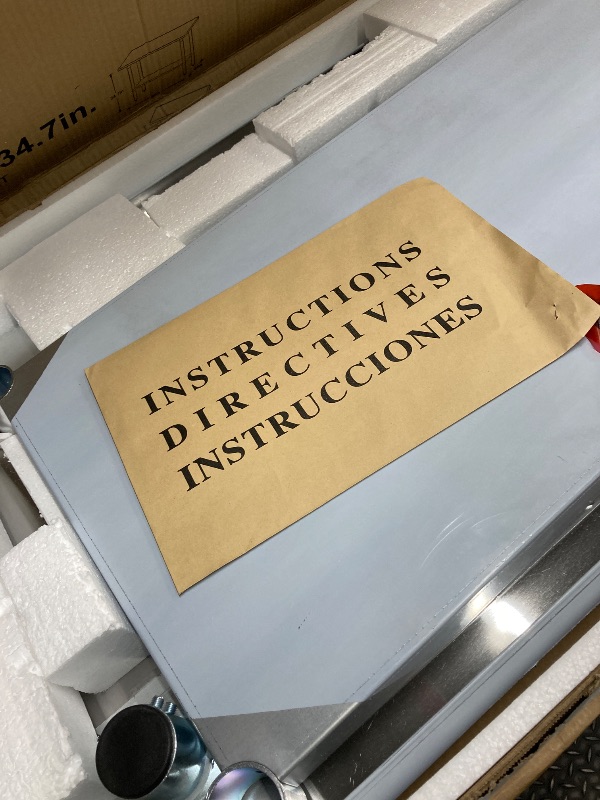 34.7in.
INSTRUCTIONS
DIRECTIVES
INSTRUCCIONES